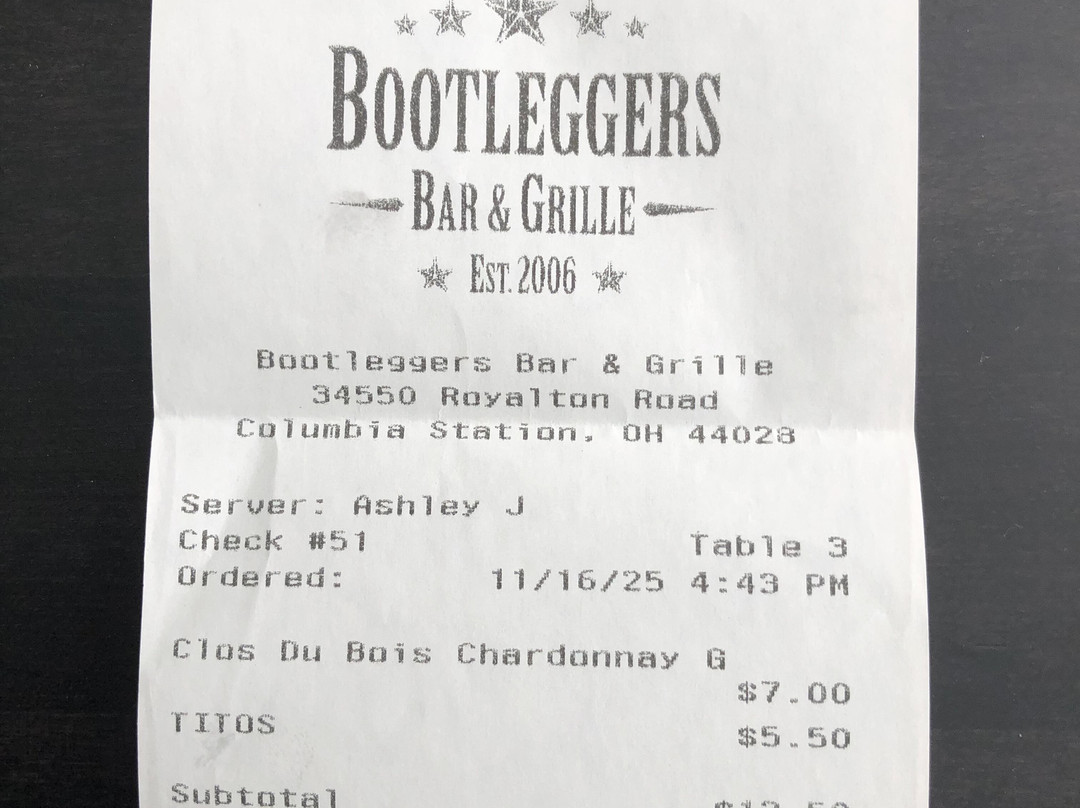 BOOTLEGGERS
BAR & GRILLE
EST. 2006
Bootleggers Bar & Grille
34550 Royalton Road
Columbia Station, OH 44028
Server: Ashley J
Check #51 Table 3
Ordered: 11/16/25 4:43 PM
Clos Du Bois Chardonnay G
$7.00
TITOS
$5.50
Subtotal $12.50